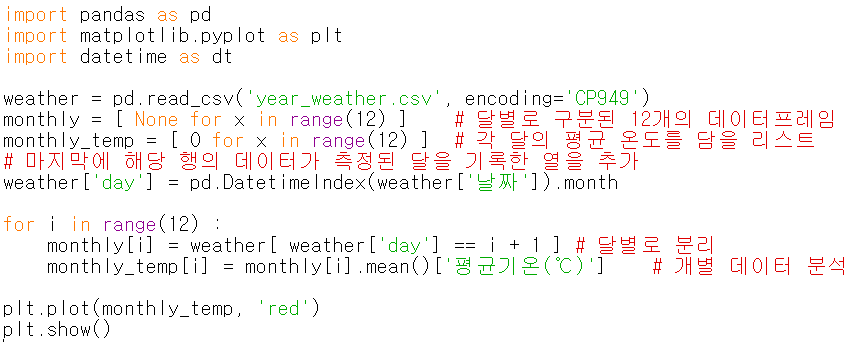 import pandas as pd
import matplotlib.pyplot as plt
import datetime as dt
weather = pd.read_csv('year_weather.csv', encoding='CP949')
monthly = [ None for x in range(12) ]     # 달별로 구분된 12개의 데이터프레임
monthly_temp = [ 0 for x in range(12) ]  # 각 달의 평균 온도를 담을 리스트
# 마지막에 해당 행의 데이터가 측정된 달을 기록한 열을 추가
weather['day'] = pd.DatetimeIndex(weather['날짜']).month
for i in range(12) :
    monthly[i] = weather[ weather['day'] == i + 1 ] # 달별로 분리
    monthly_temp[i] = monthly[i].mean()['평균기온(℃)']     # 개별 데이터 분석
plt.plot(monthly_temp, 'red')
plt.show()